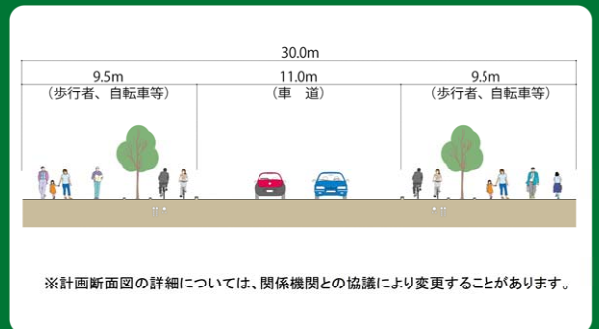 30.0m
9.5m 11.0m 9.5m
（歩行者、自転車等） （車　道） （歩行者、自転車等）
※計画断面図の詳細については、関係機関との協議により変更することがあります。